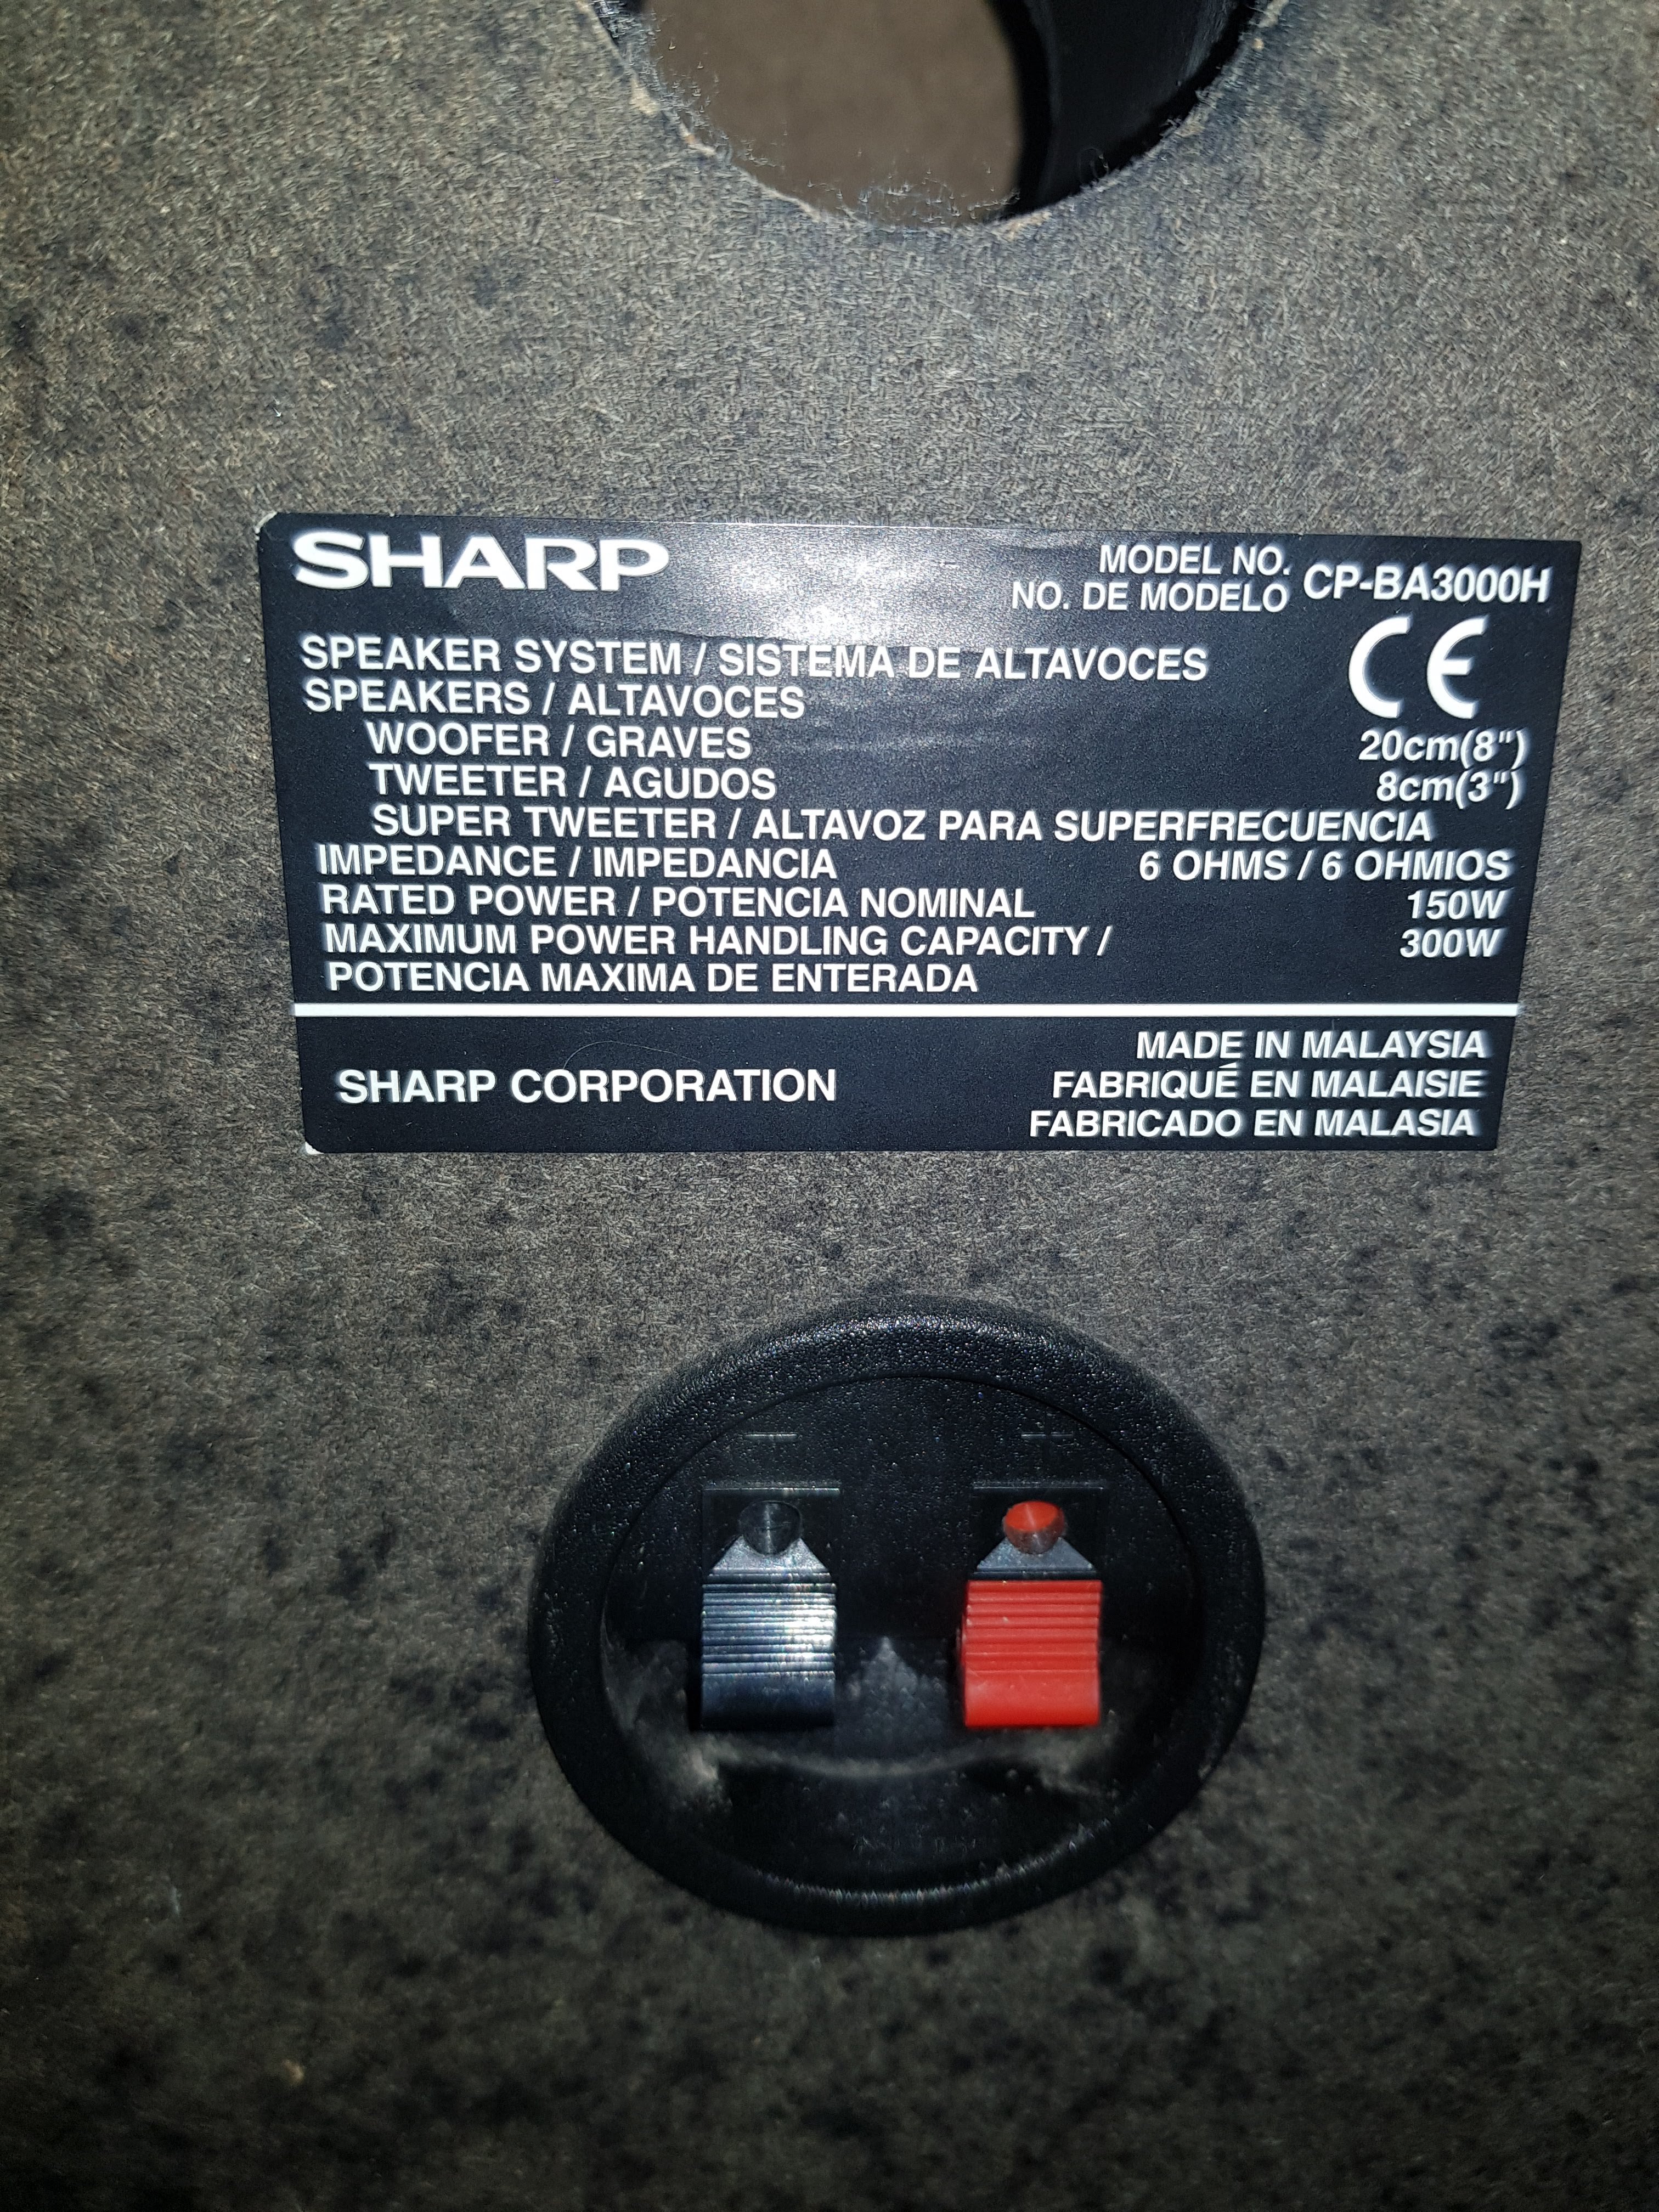 SHARP
MODEL NO.
NO. DE MODELO
CP-BA3000H
CE
SPEAKER SYSTEM / SISTEMA DE ALTAVOCES
SPEAKERS / ALTAVOCES
WOOFER / GRAVES 20cm(8")
TWEETER / AGUDOS 8cm(3")
SUPER TWEETER / ALTAVOZ PARA SUPERFRECUENCIA
IMPEDANCE / IMPEDANCIA 6 OHMS / 6 OHMIOS
RATED POWER / POTENCIA NOMINAL 150W
MAXIMUM POWER HANDLING CAPACITY / 300W
POTENCIA MAXIMA DE ENTERADA
SHARP CORPORATION
MADE IN MALAYSIA
FABRIQUÉ EN MALAISIE
FABRICADO EN MALASIA
− +